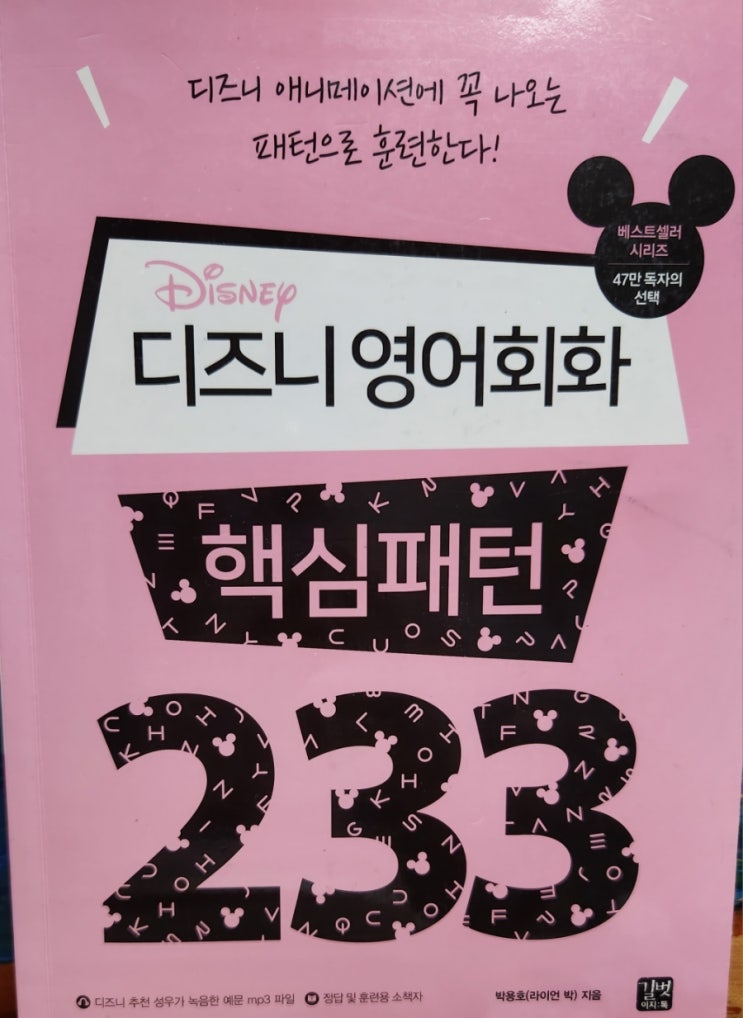 디즈니 애니메이션에 꼭 나오는
패턴으로 훈련한다!
베스트셀러
시리즈
47만 독자의
선택
Disney
디즈니 영어회화
핵심패턴
233
디즈니 추천 성우가 녹음한 예문 mp3 파일 정답 및 훈련용 소책자
박용호(라이언 박) 지음
길벗
이지:톡